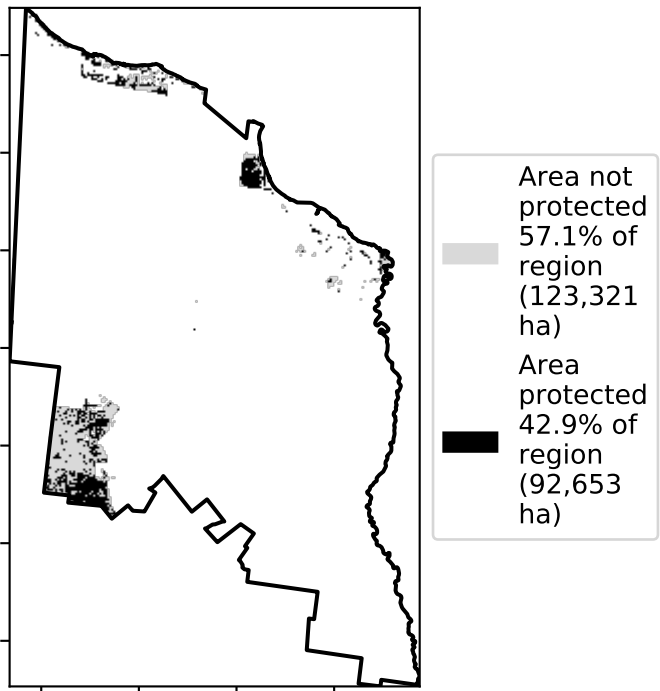 Area not
protected
57.1% of
region
(123,321
ha)
Area
protected
42.9% of
region
(92,653
ha)